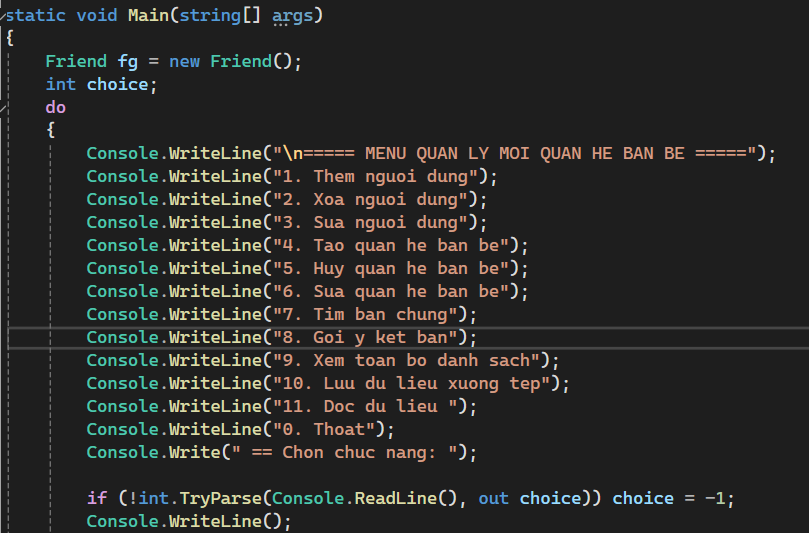 static void Main(string[] args)
{
Friend fg = new Friend();
int choice;
do
{
Console.WriteLine("\n===== MENU QUAN LY MOI QUAN HE BAN BE =====");
Console.WriteLine("1. Them nguoi dung");
Console.WriteLine("2. Xoa nguoi dung");
Console.WriteLine("3. Sua nguoi dung");
Console.WriteLine("4. Tao quan he ban be");
Console.WriteLine("5. Huy quan he ban be");
Console.WriteLine("6. Sua quan he ban be");
Console.WriteLine("7. Tim ban chung");
Console.WriteLine("8. Goi y ket ban");
Console.WriteLine("9. Xem toan bo danh sach");
Console.WriteLine("10. Luu du lieu xuong tep");
Console.WriteLine("11. Doc du lieu ");
Console.WriteLine("0. Thoat");
Console.Write(" == Chon chuc nang: ");
if (!int.TryParse(Console.ReadLine(), out choice)) choice = -1;
Console.WriteLine();